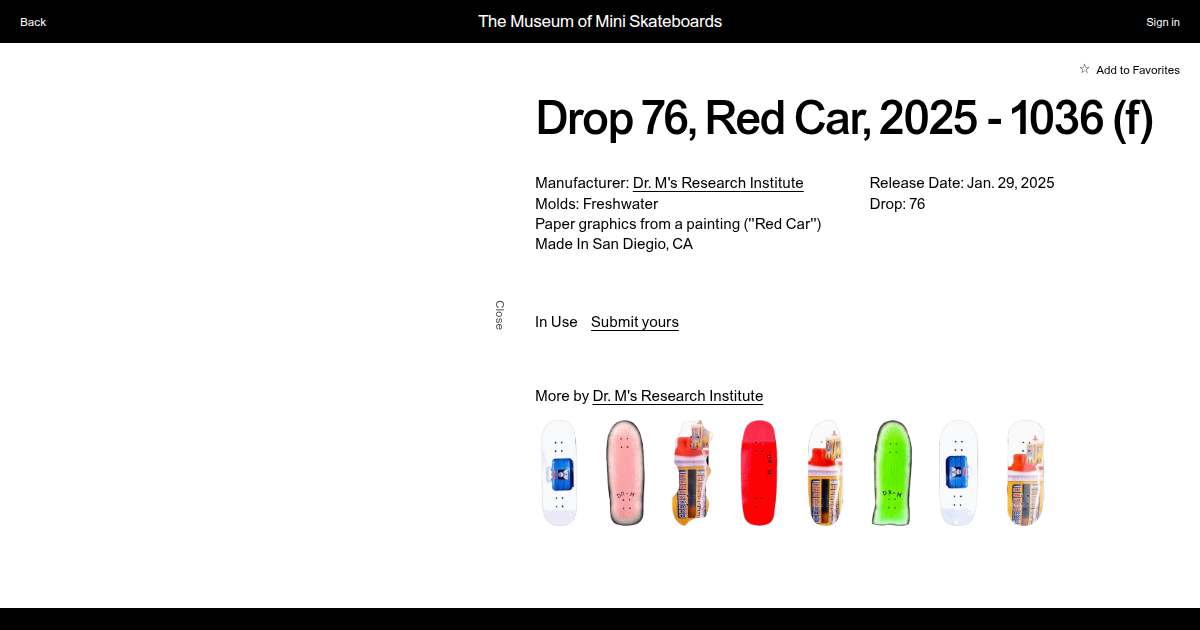 Back
The Museum of Mini Skateboards
Sign in
☆ Add to Favorites
Drop 76, Red Car, 2025 - 1036 (f)
Manufacturer: Dr. M's Research Institute
Molds: Freshwater
Paper graphics from a painting ("Red Car")
Made In San Diegio, CA
Release Date: Jan. 29, 2025
Drop: 76
Close
In Use Submit yours
More by Dr. M's Research Institute
DR-M
DR-M